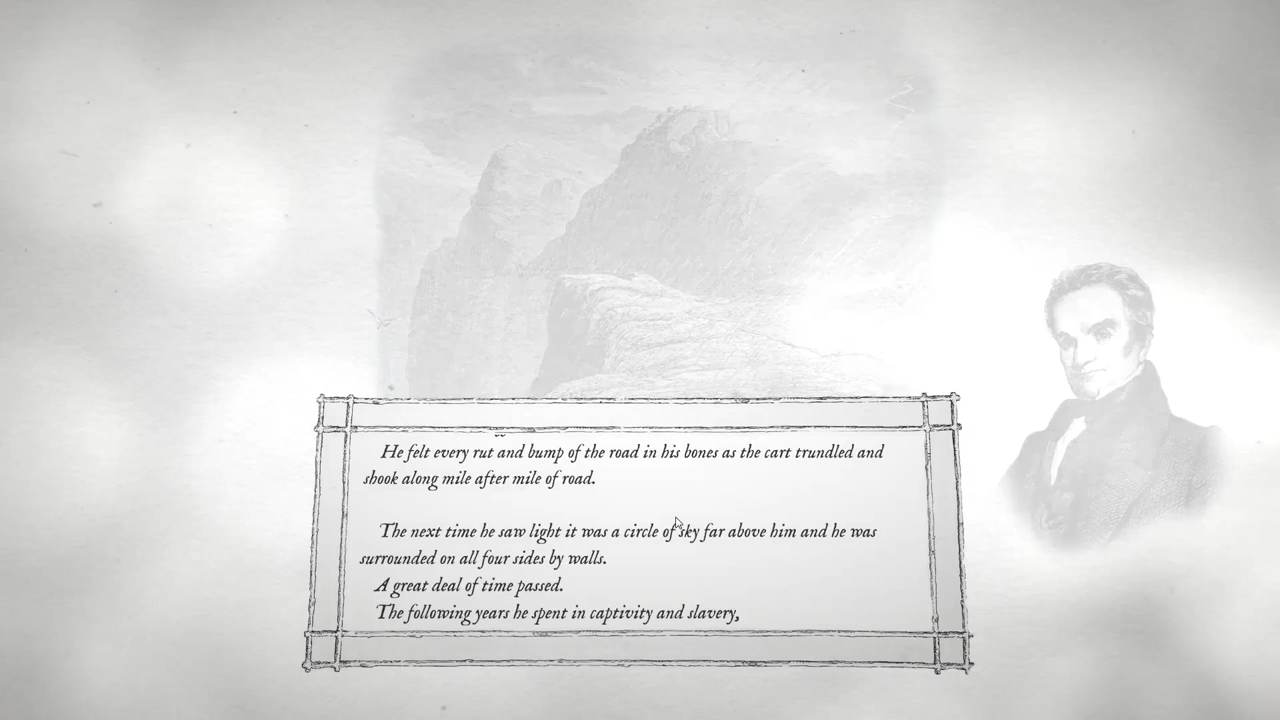 He felt every rut and bump of the road in his bones as the cart trundled and
shook along mile after mile of road.
The next time he saw light it was a circle of sky far above him and he was
surrounded on all four sides by walls.
A great deal of time passed.
The following years he spent in captivity and slavery,